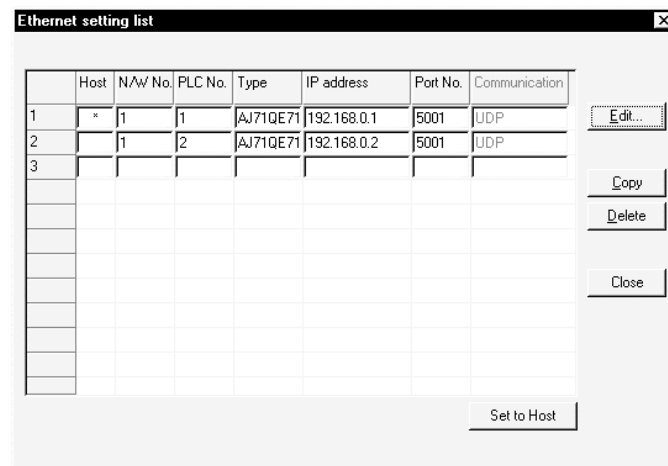 Ethernet setting list
Host N/W No. PLC No. Type IP address Port No. Communication
1 * 1 1 AJ71QE71 192.168.0.1 5001 UDP Edit...
2 1 2 AJ71QE71 192.168.0.2 5001 UDP
3
Copy
Delete
Close
Set to Host